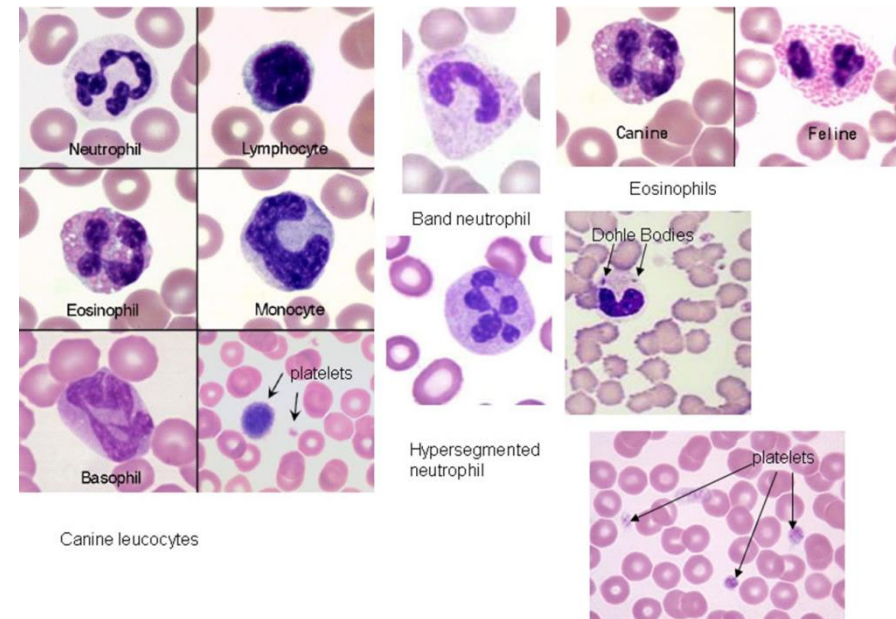 Neutrophil
Lymphocyte
Eosinophil
Monocyte
Basophil
platelets
Canine leucocytes
Band neutrophil
Hypersegmented
neutrophil
Canine
Feline
Eosinophils
Dohle Bodies
platelets